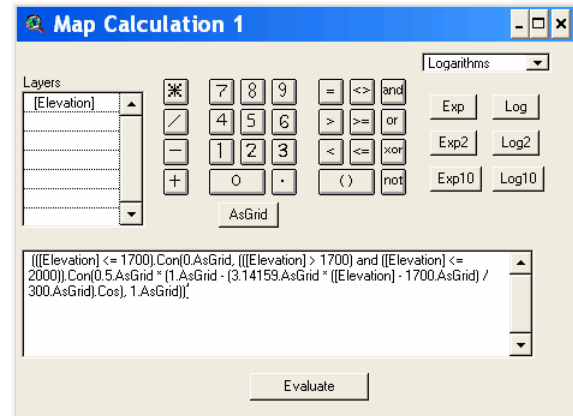 Map Calculation 1
Logarithms
Layers
[Elevation]
* 7 8 9 = <> and
/ 4 5 6 > >= or
- 1 2 3 < <= xor
+ 0 . ( ) not
Exp Log
Exp2 Log2
Exp10 Log10
AsGrid
(([Elevation] <= 1700).Con(0.AsGrid, (([Elevation] > 1700) and ([Elevation] <=
2000)).Con(0.5.AsGrid * (1.AsGrid - (3.14159.AsGrid * ([Elevation] - 1700.AsGrid) /
300.AsGrid).Cos), 1.AsGrid))
Evaluate